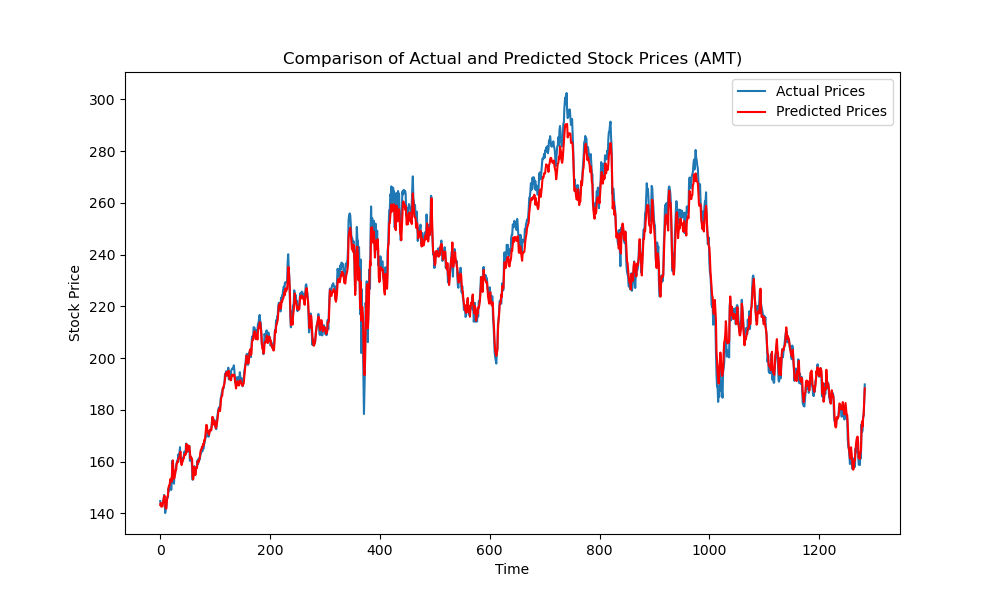 Comparison of Actual and Predicted Stock Prices (AMT)
Actual Prices
Predicted Prices
Stock Price
300
280
260
240
220
200
180
160
140
0 200 400 600 800 1000 1200
Time